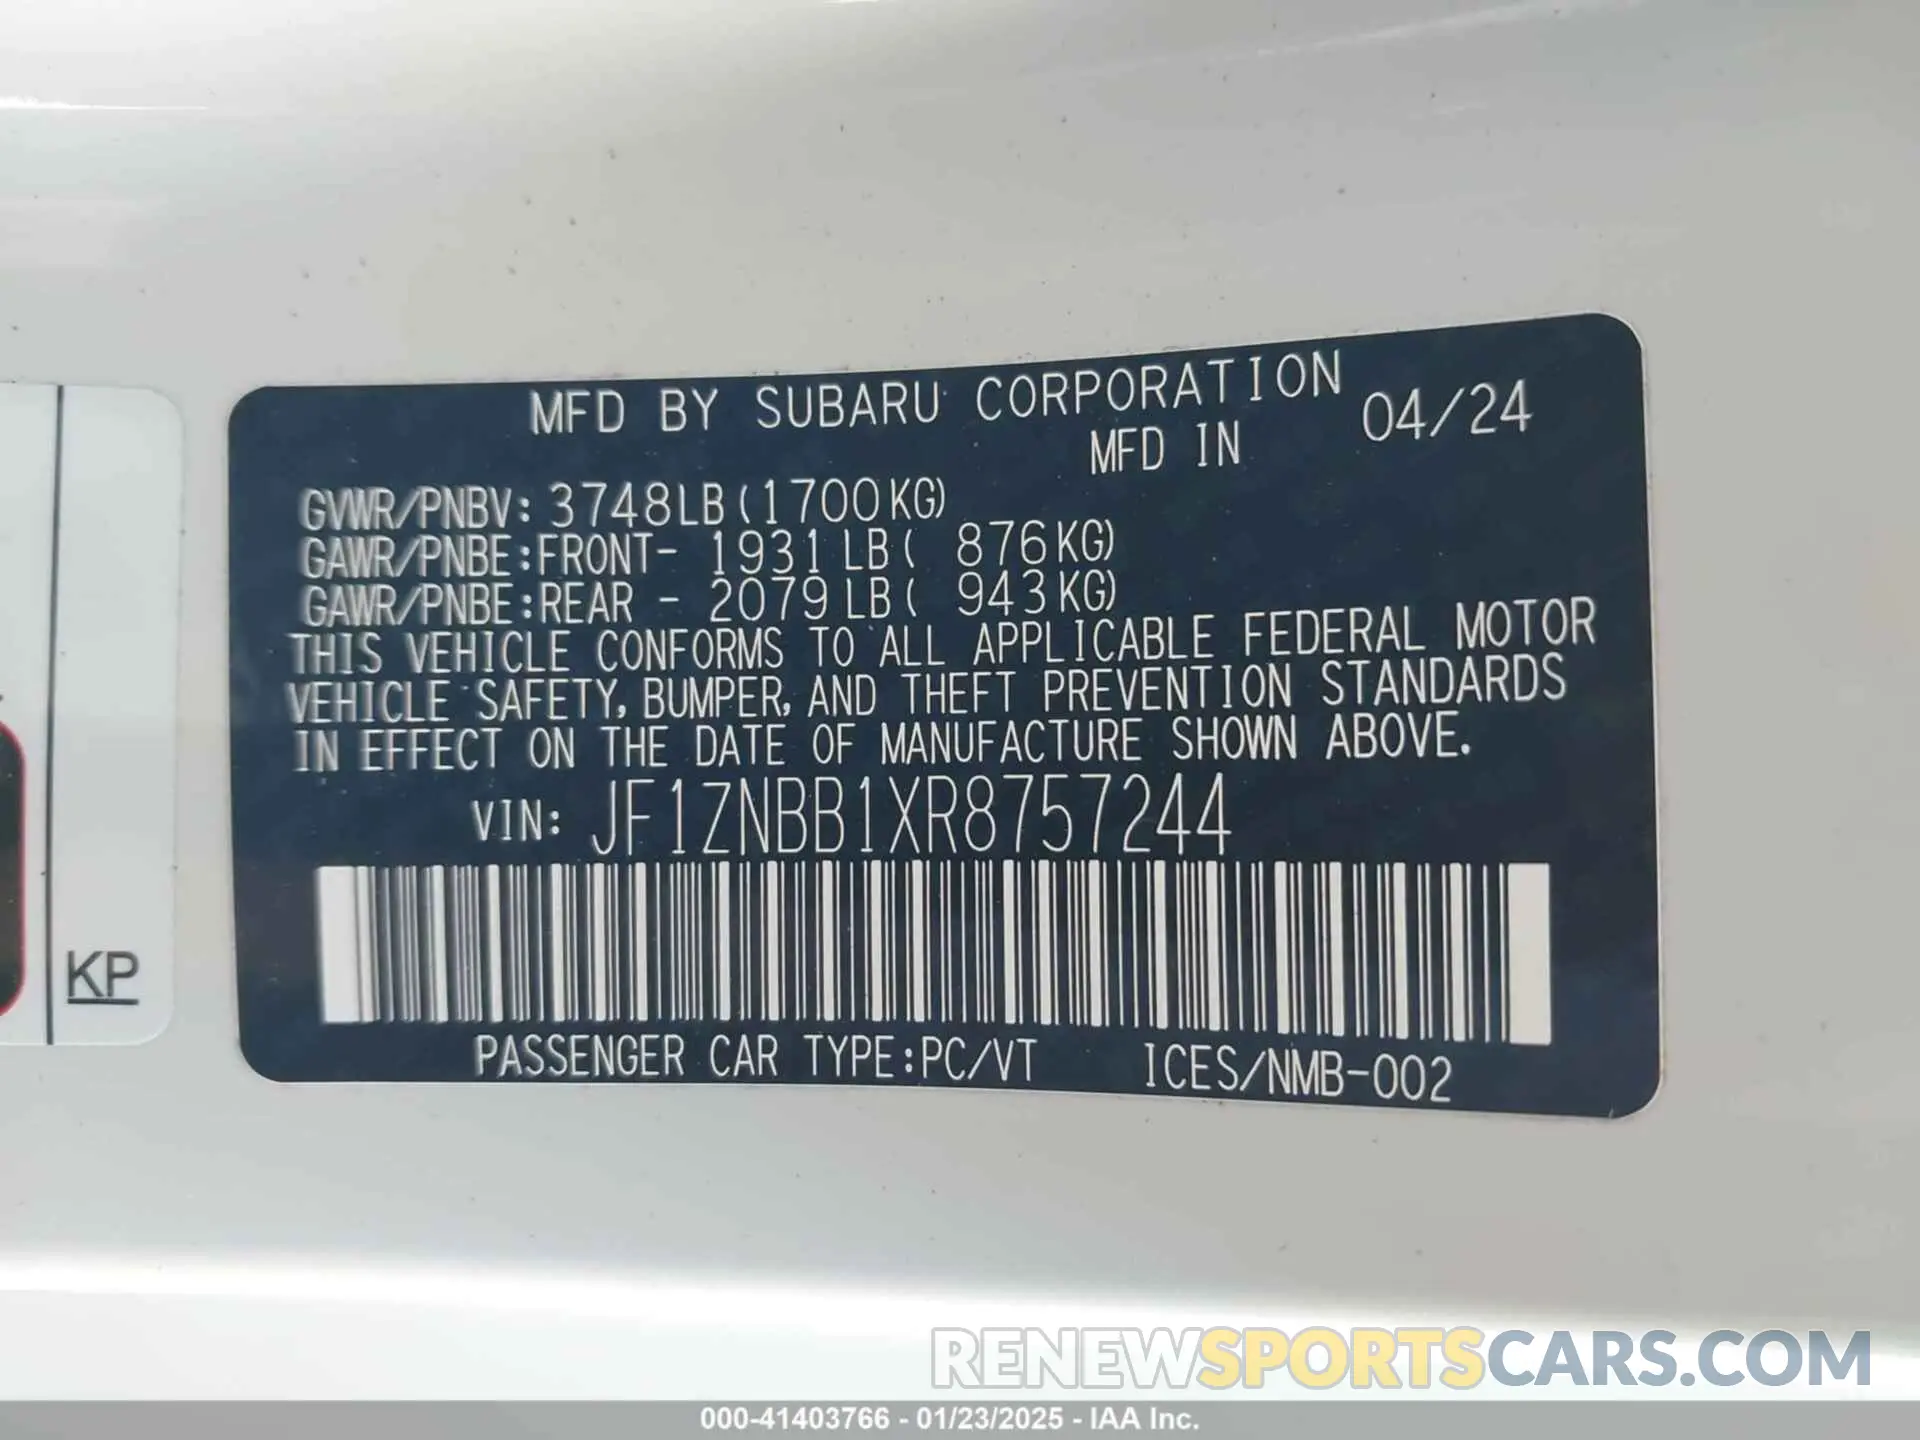 MFD BY SUBARU CORPORATION 04/24
MFD IN
GVWR/PNBV: 3748LB(1700KG)
GAWR/PNBE:FRONT- 1931LB( 876KG)
GAWR/PNBE:REAR - 2079LB( 943KG)
THIS VEHICLE CONFORMS TO ALL APPLICABLE FEDERAL MOTOR
VEHICLE SAFETY, BUMPER, AND THEFT PREVENTION STANDARDS
IN EFFECT ON THE DATE OF MANUFACTURE SHOWN ABOVE.
VIN: JF1ZNBB1XR8757244
PASSENGER CAR TYPE:PC/VT ICES/NMB-002
KP
RENEWSPORTSCARS.COM
000-41403766 - 01/23/2025 - IAA Inc.